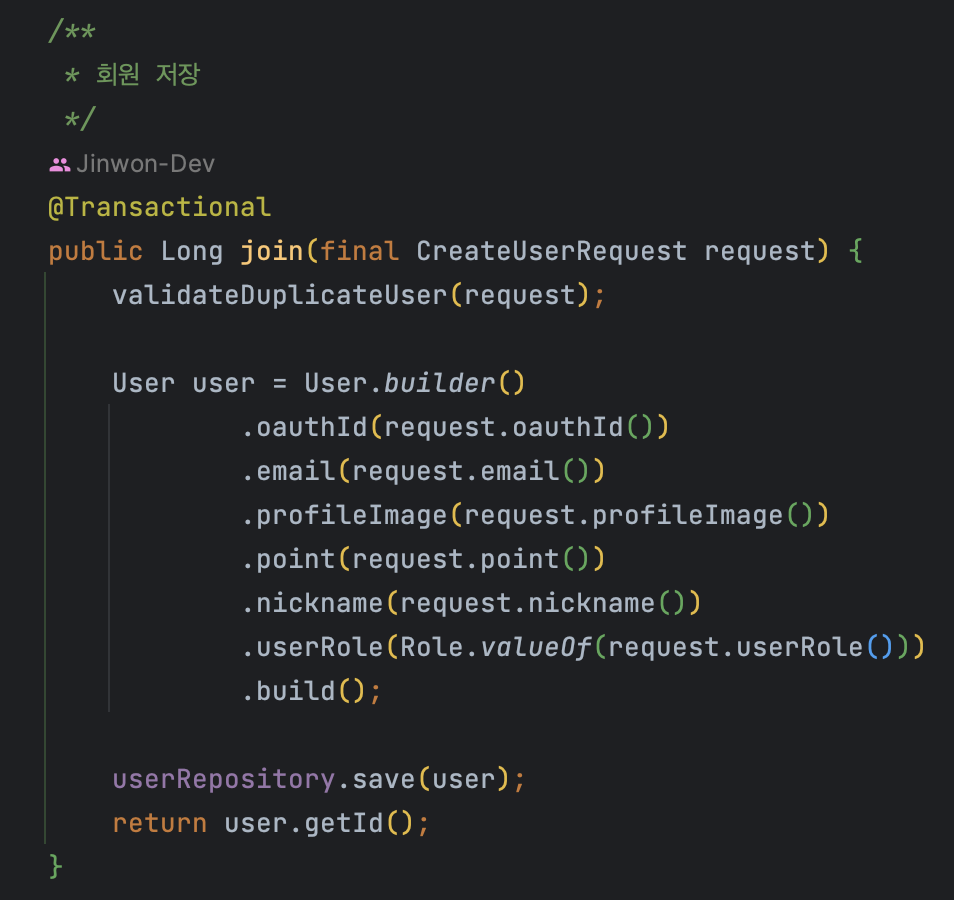 /**
 * 회원 저장
 */
Jinwon-Dev
@Transactional
public Long join(final CreateUserRequest request) {
    validateDuplicateUser(request);

    User user = User.builder()
            .oauthId(request.oauthId())
            .email(request.email())
            .profileImage(request.profileImage())
            .point(request.point())
            .nickname(request.nickname())
            .userRole(Role.valueOf(request.userRole()))
            .build();

    userRepository.save(user);
    return user.getId();
}